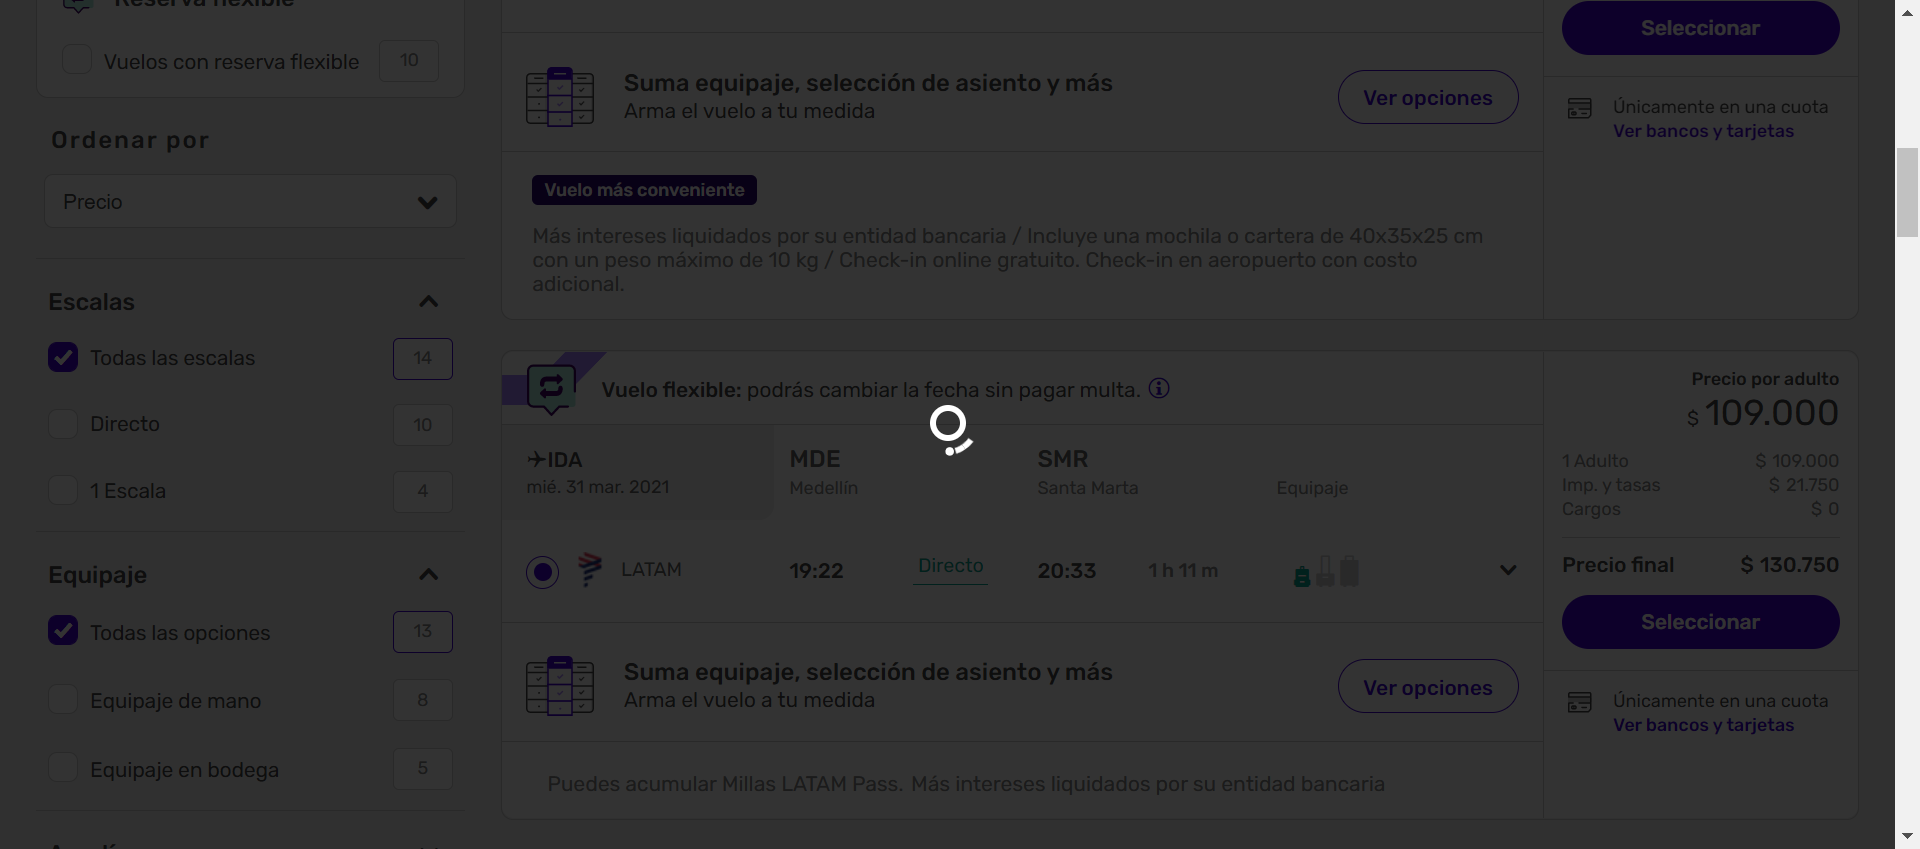 Reserva flexible
Vuelos con reserva flexible
10
Ordenar por
Precio
Escalas
Todas las escalas
14
Directo
10
1 Escala
4
Equipaje
Todas las opciones
13
Equipaje de mano
8
Equipaje en bodega
5
Suma equipaje, selección de asiento y más
Arma el vuelo a tu medida
Ver opciones
Vuelo más conveniente
Más intereses liquidados por su entidad bancaria / Incluye una mochila o cartera de 40x35x25 cm
con un peso máximo de 10 kg / Check-in online gratuito. Check-in en aeropuerto con costo
adicional.
Seleccionar
Únicamente en una cuota
Ver bancos y tarjetas
Vuelo flexible: podrás cambiar la fecha sin pagar multa.
IDA
mié. 31 mar. 2021
MDE
Medellín
SMR
Santa Marta
Equipaje
LATAM
19:22
Directo
20:33
1 h 11 m
Suma equipaje, selección de asiento y más
Arma el vuelo a tu medida
Ver opciones
Puedes acumular Millas LATAM Pass. Más intereses liquidados por su entidad bancaria
Precio por adulto
$ 109.000
1 Adulto $ 109.000
Imp. y tasas $ 21.750
Cargos $ 0
Precio final $ 130.750
Seleccionar
Únicamente en una cuota
Ver bancos y tarjetas